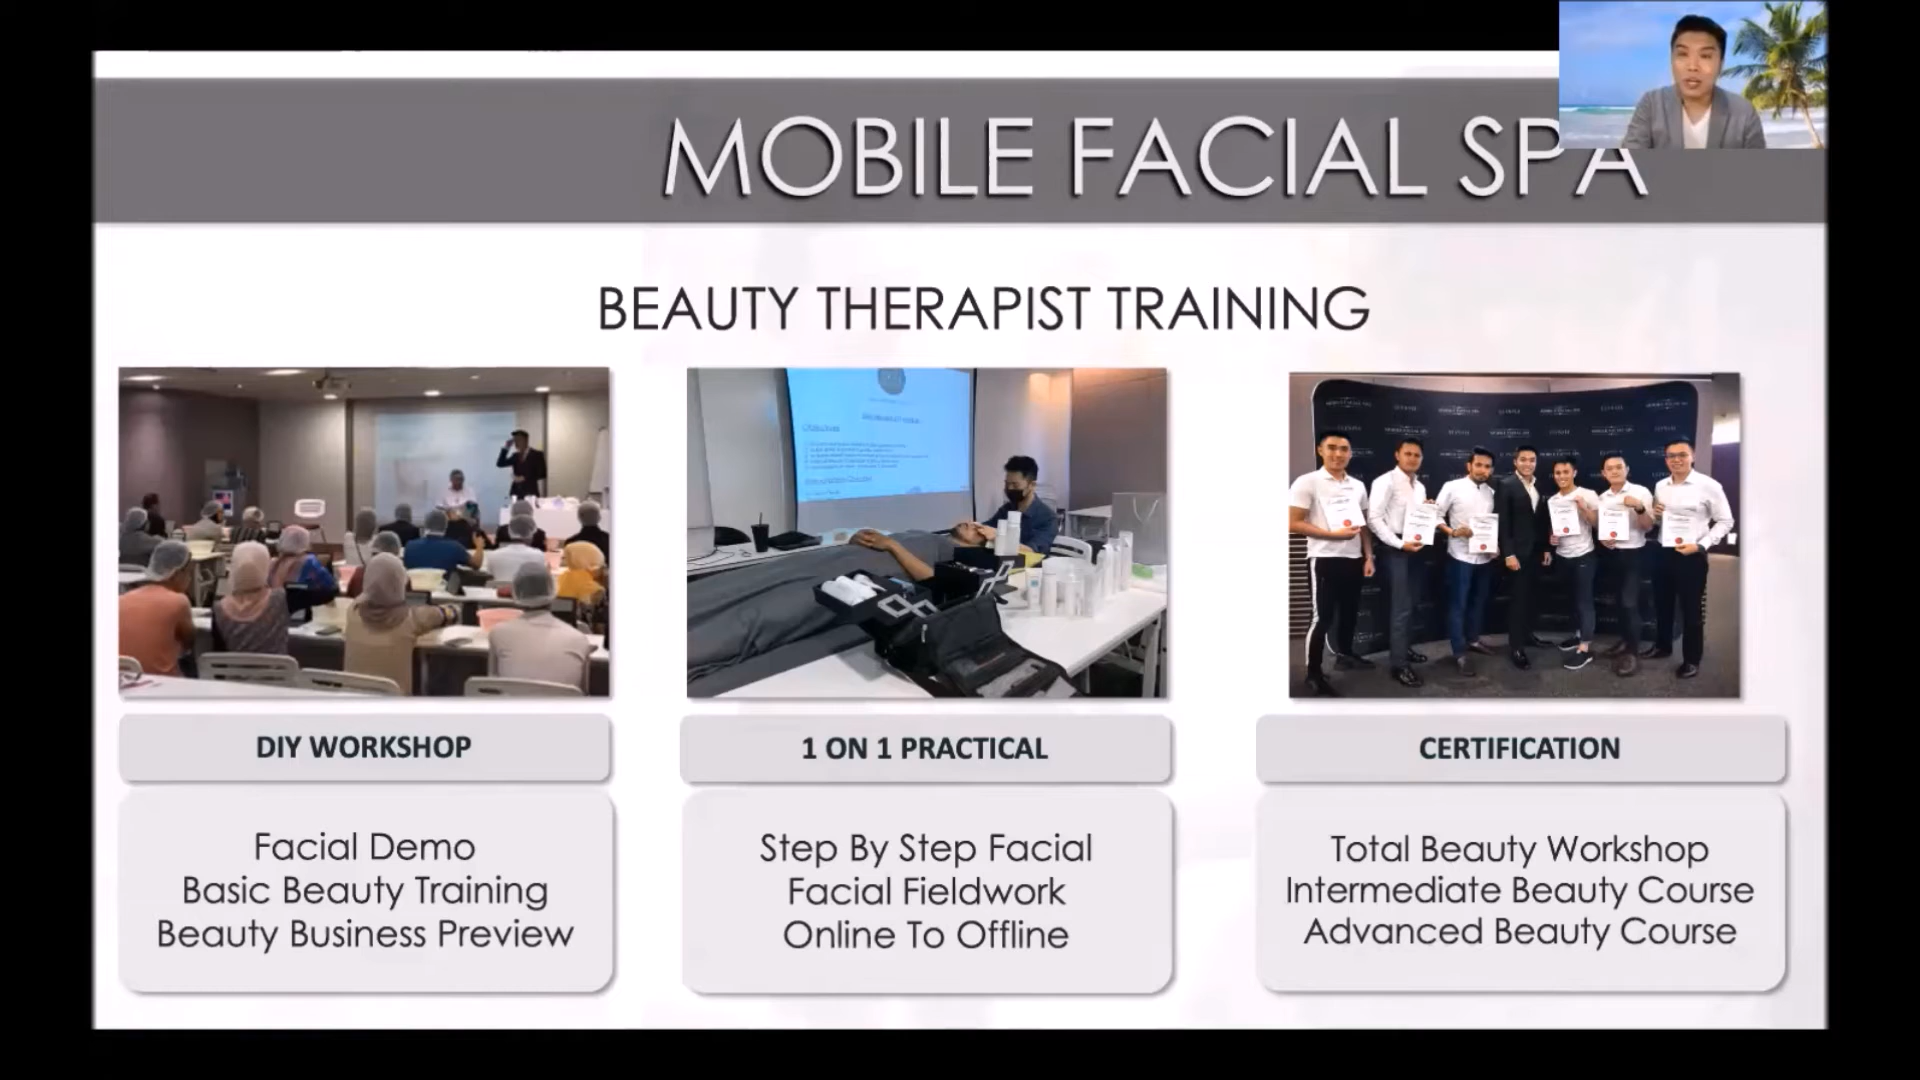 MOBILE FACIAL SPA
BEAUTY THERAPIST TRAINING
DIY WORKSHOP
1 ON 1 PRACTICAL
CERTIFICATION
Facial Demo
Basic Beauty Training
Beauty Business Preview
Step By Step Facial
Facial Fieldwork
Online To Offline
Total Beauty Workshop
Intermediate Beauty Course
Advanced Beauty Course